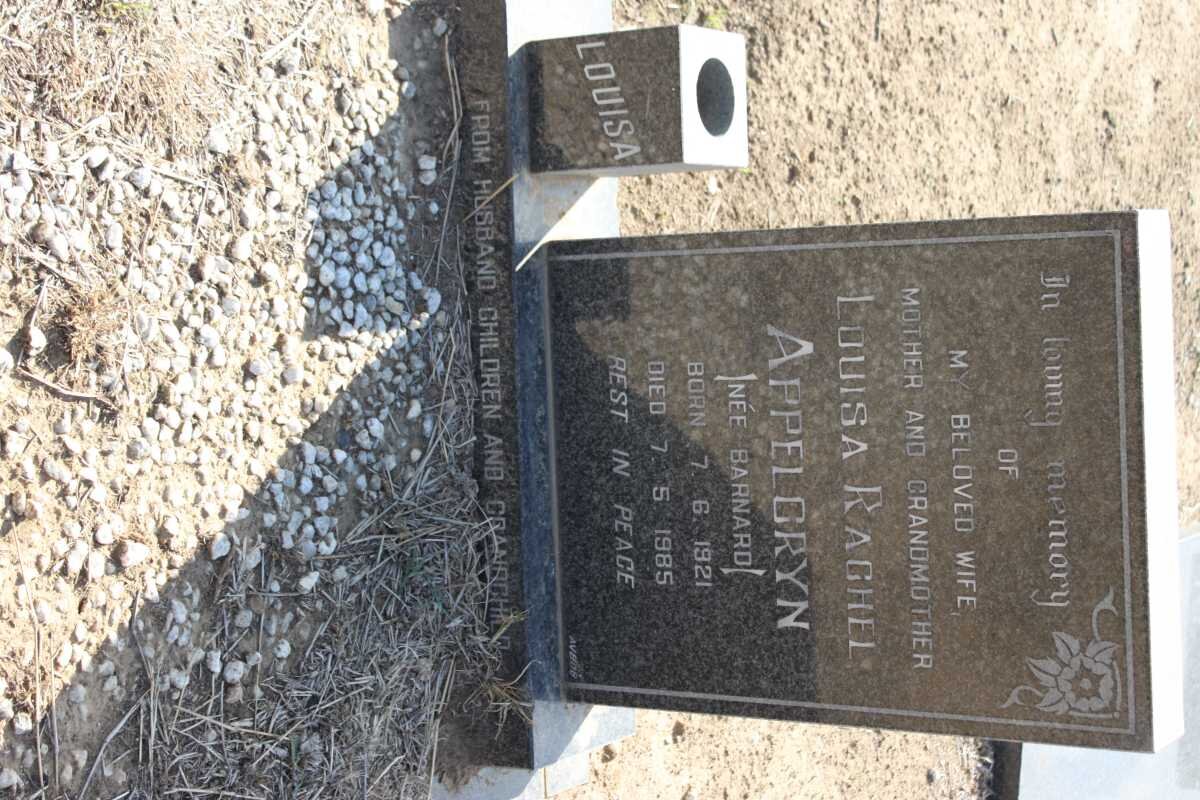 In loving memory
OF
MY BELOVED WIFE,
MOTHER AND GRANDMOTHER
LOUISA RACHEL
APPELGRYN
(NÉE BARNARD)
BORN 7. 6. 1921
DIED 7. 5. 1985
REST IN PEACE
LOUISA
FROM HUSBAND, CHILDREN AND